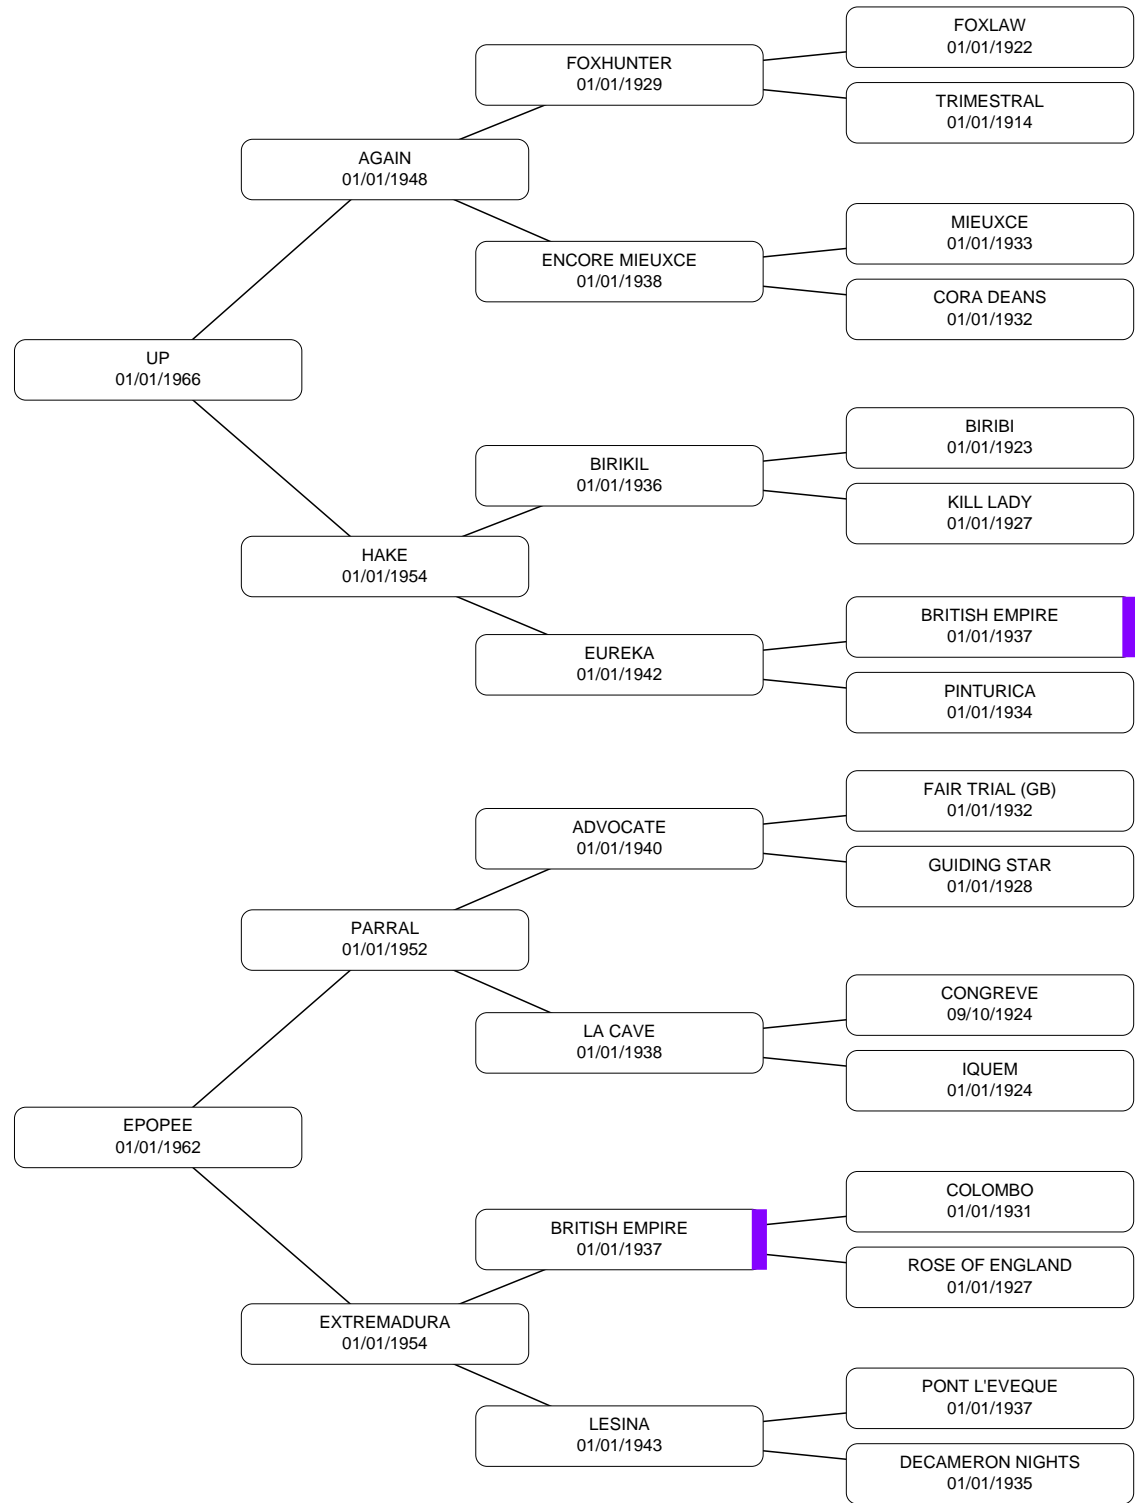 FOXLAW
01/01/1922
FOXHUNTER
01/01/1929
TRIMESTRAL
01/01/1914
AGAIN
01/01/1948
MIEUXCE
01/01/1933
ENCORE MIEUXCE
01/01/1938
CORA DEANS
01/01/1932
UP
01/01/1966
BIRIBI
01/01/1923
BIRIKIL
01/01/1936
KILL LADY
01/01/1927
HAKE
01/01/1954
BRITISH EMPIRE
01/01/1937
EUREKA
01/01/1942
PINTURICA
01/01/1934
FAIR TRIAL (GB)
01/01/1932
ADVOCATE
01/01/1940
GUIDING STAR
01/01/1928
PARRAL
01/01/1952
CONGREVE
09/10/1924
LA CAVE
01/01/1938
IQUEM
01/01/1924
EPOPEE
01/01/1962
COLOMBO
01/01/1931
BRITISH EMPIRE
01/01/1937
ROSE OF ENGLAND
01/01/1927
EXTREMADURA
01/01/1954
PONT L'EVEQUE
01/01/1937
LESINA
01/01/1943
DECAMERON NIGHTS
01/01/1935